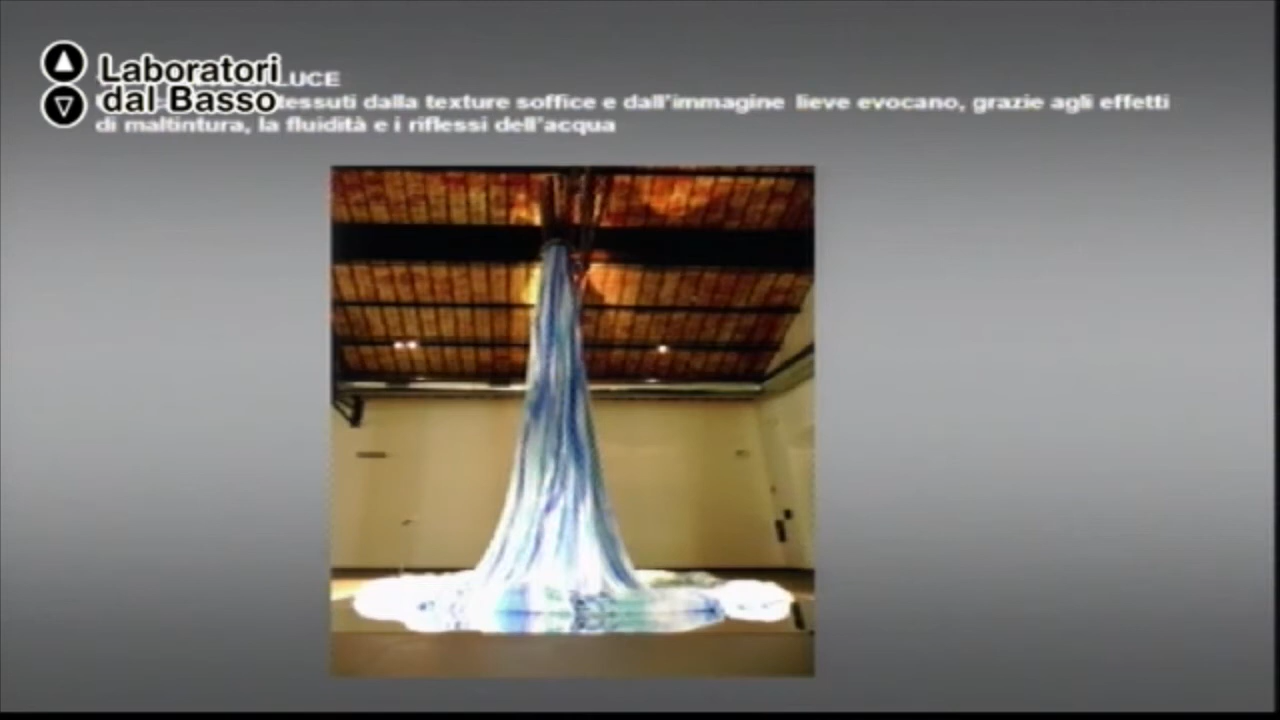 Laboratori
dal Basso
LUCE
tessuti dalla texture soffice e dall'immagine lieve evocano, grazie agli effetti
di maltintura, la fluidità e i riflessi dell'acqua